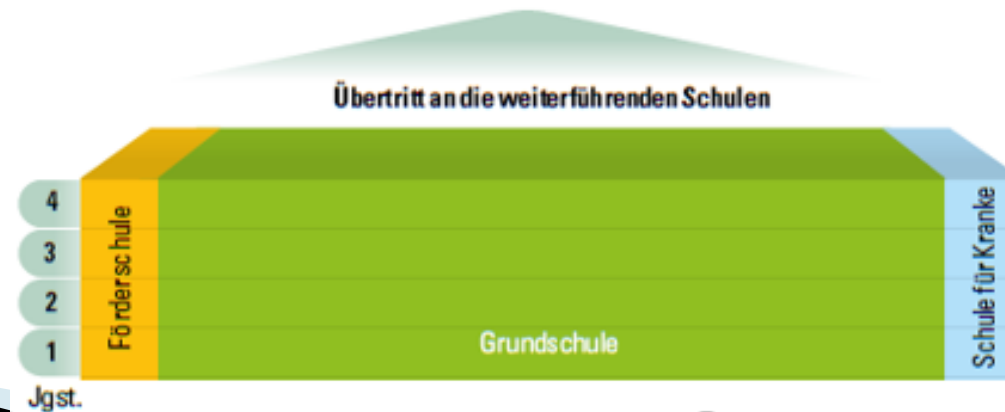 Übertritt an die weiterführenden Schulen
4
3
2
1
Jgst.
Förderschule
Grundschule
Schule für Kranke